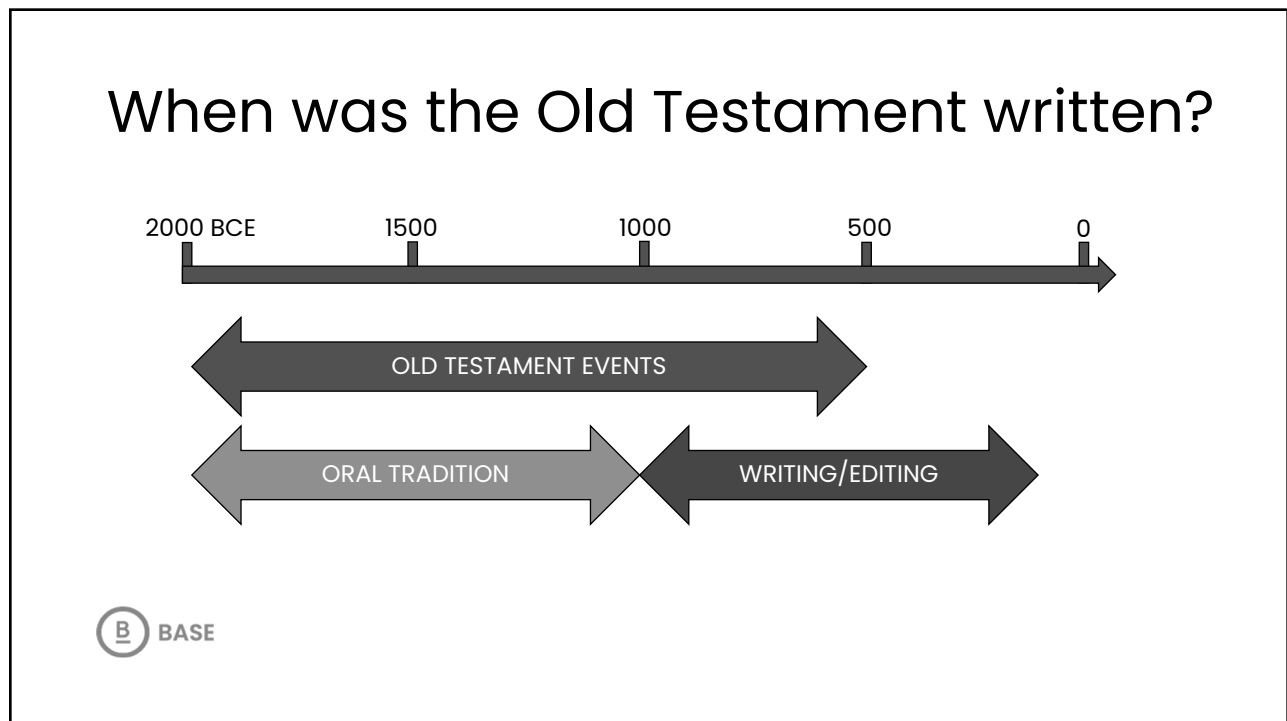 When was the Old Testament written?
2000 BCE 1500 1000 500 0
OLD TESTAMENT EVENTS
ORAL TRADITION WRITING/EDITING
B BASE